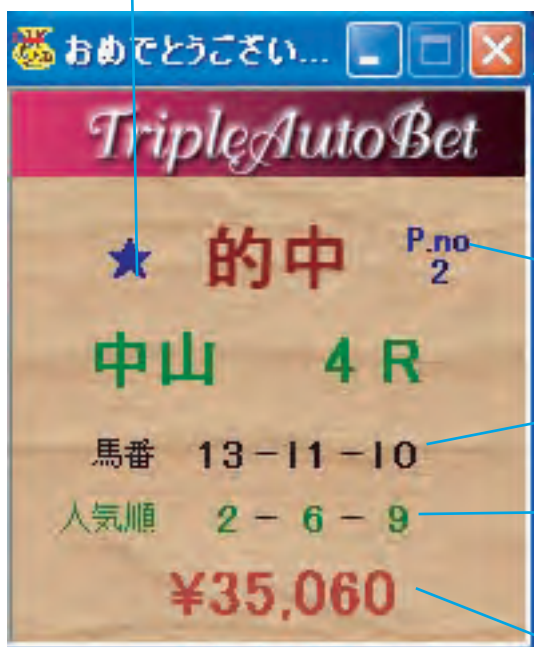 おめでとうござい...
TripleAutoBet
★ 的中 P.no
2
中山 4R
馬番 13-11-10
人気順 2-6-9
¥35,060